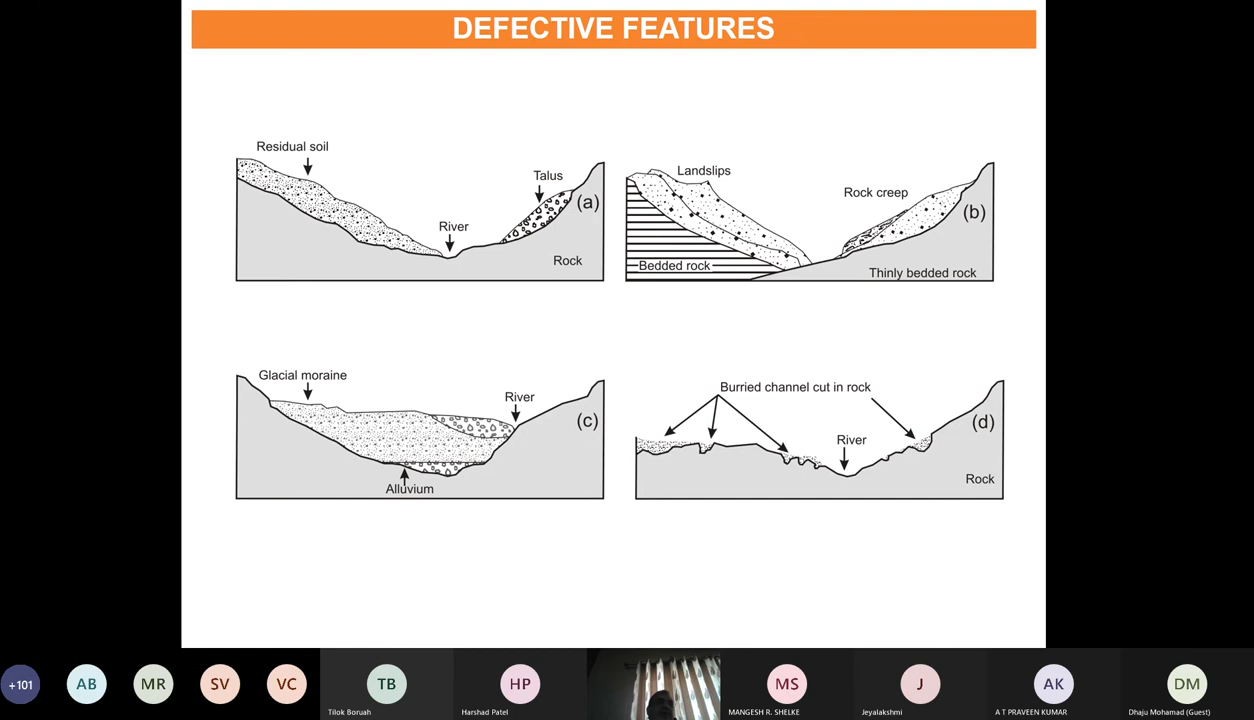 DEFECTIVE FEATURES
Residual soil
Talus
River
(a)
Rock
Landslips
Rock creep
(b)
Bedded rock
Thinly bedded rock
Glacial moraine
River
(c)
Alluvium
Burried channel cut in rock
River
(d)
Rock
+101
AB
MR
SV
VC
TB
Tilok Boruah
HP
Harshad Patel
MS
MANGESH R. SHELKE
J
Jeyalakshmi
AK
A T PRAVEEN KUMAR
DM
Dhaju Mohamad (Guest)